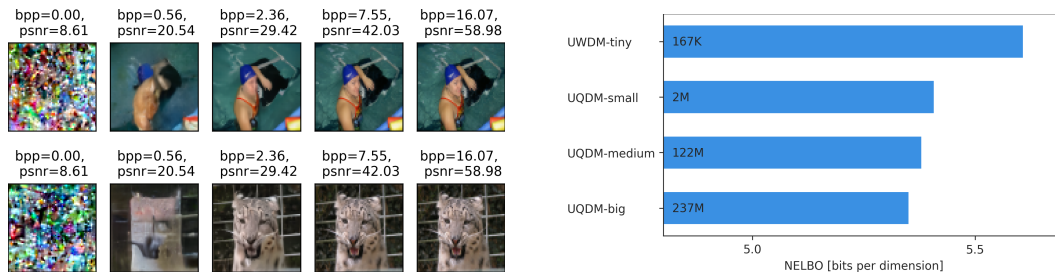 bpp=0.00, bpp=0.56, bpp=2.36, bpp=7.55, bpp=16.07,
psnr=8.61 psnr=20.54 psnr=29.42 psnr=42.03 psnr=58.98
bpp=0.00, bpp=0.56, bpp=2.36, bpp=7.55, bpp=16.07,
psnr=8.61 psnr=20.54 psnr=29.42 psnr=42.03 psnr=58.98
UWDM-tiny 167K
UQDM-small 2M
UQDM-medium 122M
UQDM-big 237M
5.0 5.5
NELBO [bits per dimension]